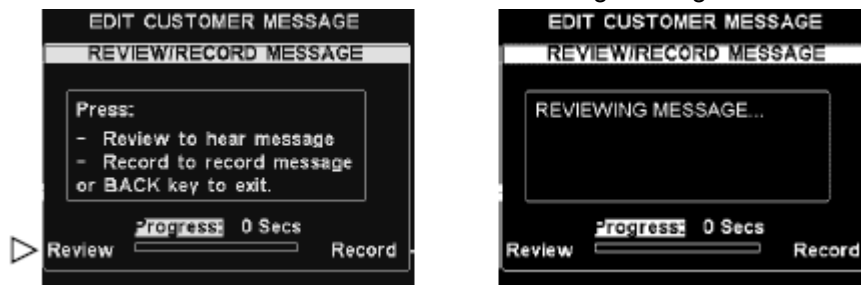 EDIT CUSTOMER MESSAGE
REVIEW/RECORD MESSAGE
Press:
- Review to hear message
- Record to record message
or BACK key to exit.
Progress: 0 Secs
Review Record
EDIT CUSTOMER MESSAGE
REVIEW/RECORD MESSAGE
REVIEWING MESSAGE...
Progress: 0 Secs
Review Record